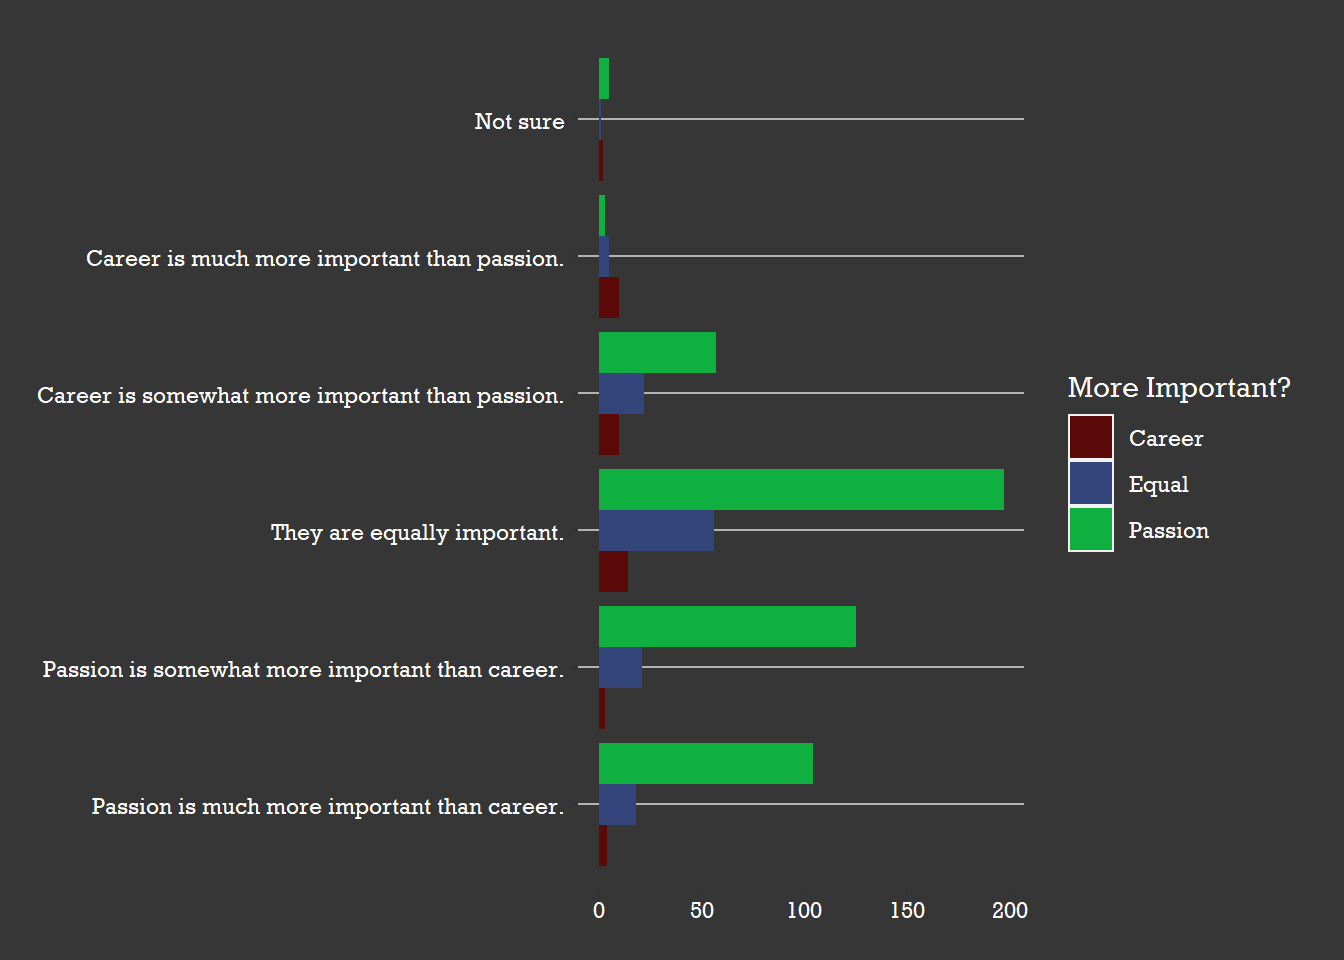 Not sure
Career is much more important than passion.
Career is somewhat more important than passion.
They are equally important.
Passion is somewhat more important than career.
Passion is much more important than career.
0 50 100 150 200
More Important?
Career
Equal
Passion